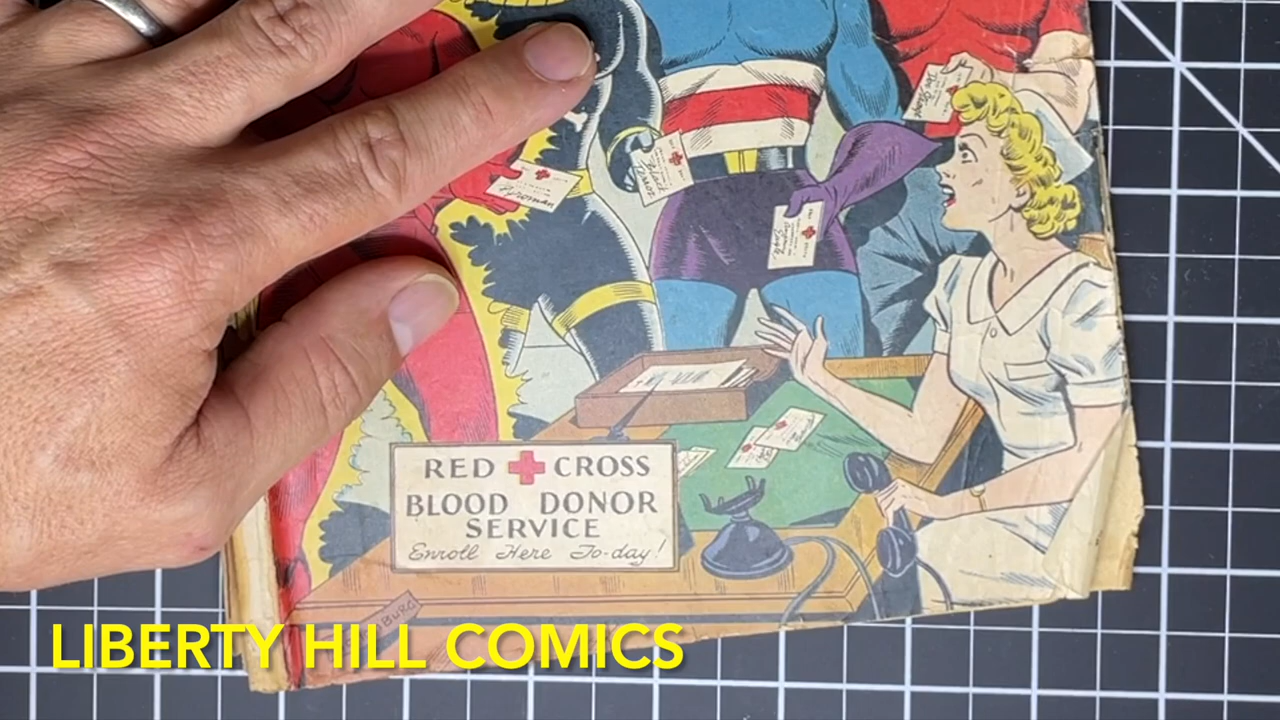 RED CROSS
BLOOD DONOR
SERVICE
Enroll Here To-day!
LIBERTY HILL COMICS